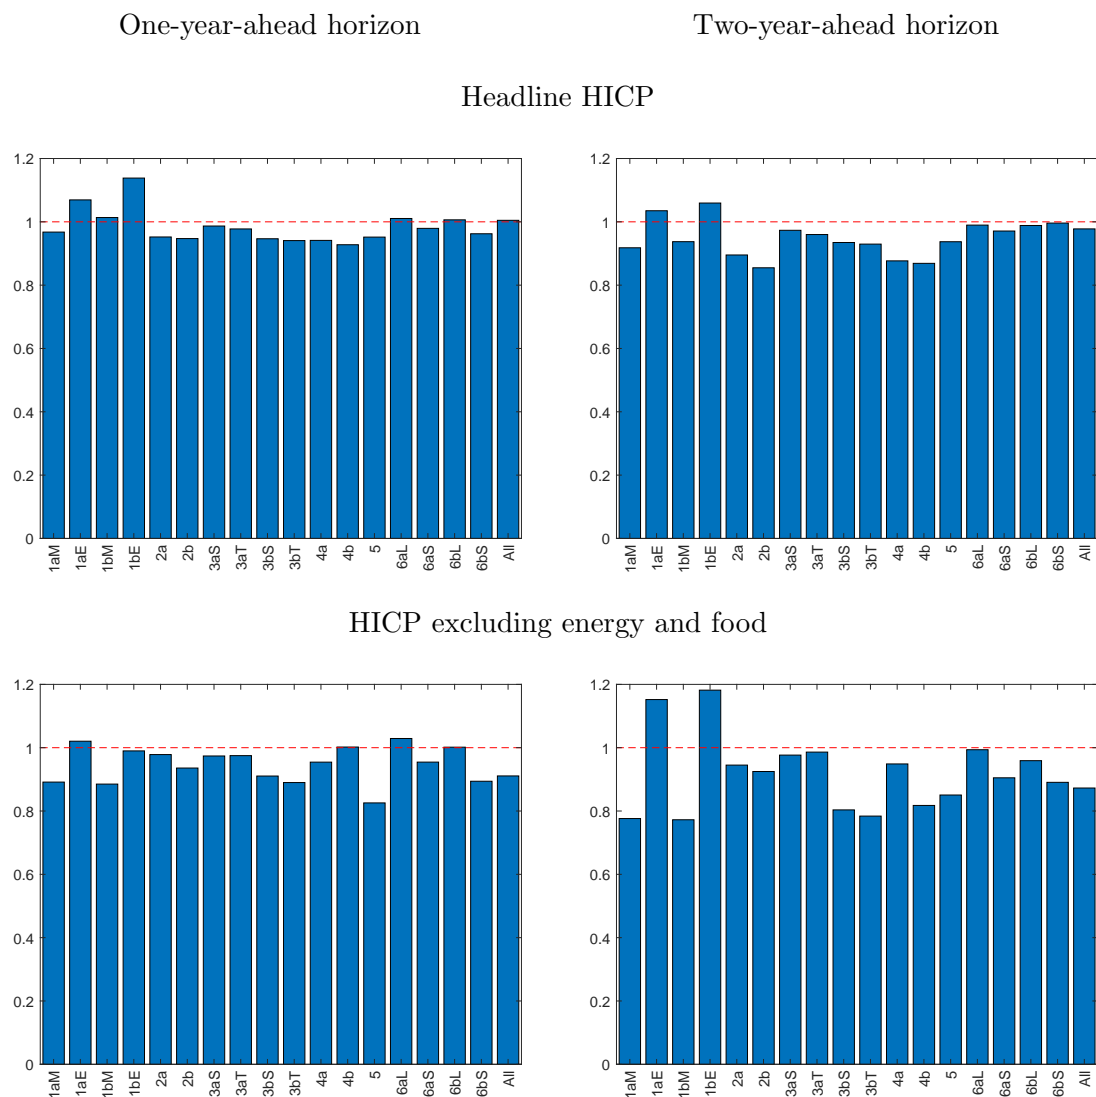 One-year-ahead horizon Two-year-ahead horizon
Headline HICP
1.2 1.2
1 1
0.8 0.8
0.6 0.6
0.4 0.4
0.2 0.2
0 0
1aM 1aE 1bM 1bE 2a 2b 3aS 3aT 3bS 3bT 4a 4b 5 6aL 6aS 6bL 6bS All 1aM 1aE 1bM 1bE 2a 2b 3aS 3aT 3bS 3bT 4a 4b 5 6aL 6aS 6bL 6bS All
HICP excluding energy and food
1.2 1.2
1 1
0.8 0.8
0.6 0.6
0.4 0.4
0.2 0.2
0 0
1aM 1aE 1bM 1bE 2a 2b 3aS 3aT 3bS 3bT 4a 4b 5 6aL 6aS 6bL 6bS All 1aM 1aE 1bM 1bE 2a 2b 3aS 3aT 3bS 3bT 4a 4b 5 6aL 6aS 6bL 6bS All